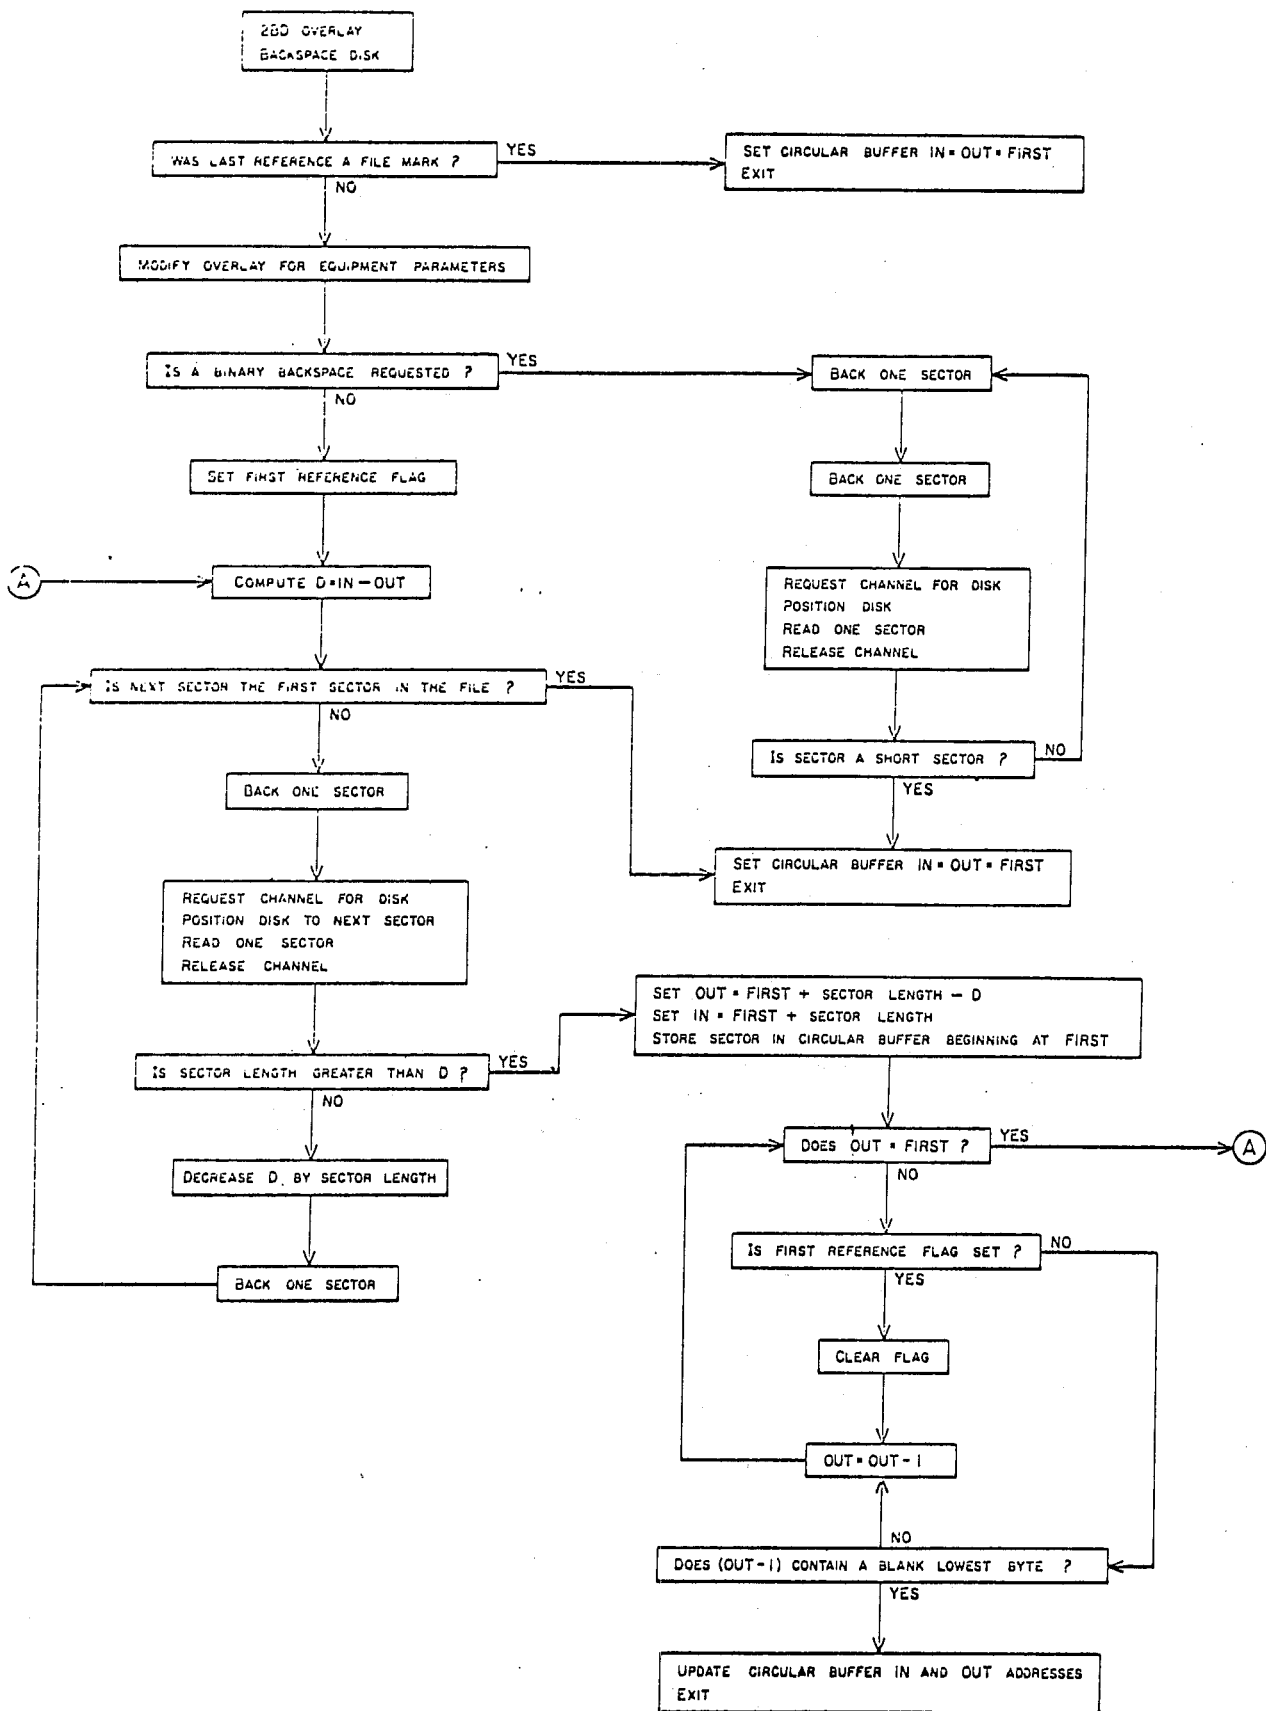 2BD OVERLAY
BACKSPACE DISK
WAS LAST REFERENCE A FILE MARK ?
YES
SET CIRCULAR BUFFER IN = OUT = FIRST
EXIT
NO
MODIFY OVERLAY FOR EQUIPMENT PARAMETERS
IS A BINARY BACKSPACE REQUESTED ?
YES
BACK ONE SECTOR
NO
SET FIRST REFERENCE FLAG
BACK ONE SECTOR
A
COMPUTE D = IN — OUT
REQUEST CHANNEL FOR DISK
POSITION DISK
READ ONE SECTOR
RELEASE CHANNEL
IS NEXT SECTOR THE FIRST SECTOR IN THE FILE ?
YES
NO
IS SECTOR A SHORT SECTOR ?
NO
YES
BACK ONE SECTOR
SET CIRCULAR BUFFER IN = OUT = FIRST
EXIT
REQUEST CHANNEL FOR DISK
POSITION DISK TO NEXT SECTOR
READ ONE SECTOR
RELEASE CHANNEL
SET OUT = FIRST + SECTOR LENGTH — D
SET IN = FIRST + SECTOR LENGTH
STORE SECTOR IN CIRCULAR BUFFER BEGINNING AT FIRST
IS SECTOR LENGTH GREATER THAN D ?
YES
NO
DOES OUT = FIRST ?
YES
A
NO
DECREASE D BY SECTOR LENGTH
IS FIRST REFERENCE FLAG SET ?
NO
YES
BACK ONE SECTOR
CLEAR FLAG
OUT = OUT - 1
NO
DOES (OUT - 1) CONTAIN A BLANK LOWEST BYTE ?
YES
UPDATE CIRCULAR BUFFER IN AND OUT ADDRESSES
EXIT